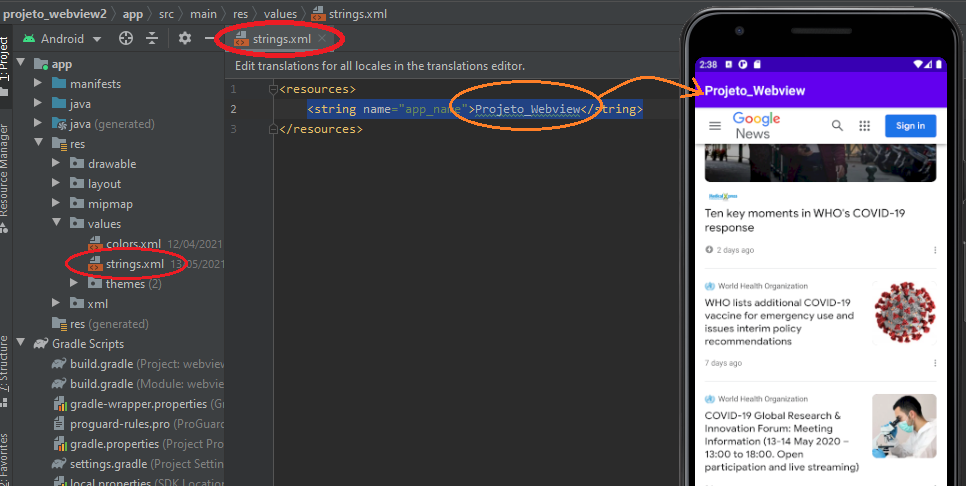 projeto_webview2 app src main res values strings.xml
Android
strings.xml
1: Project
Resource Manager
7: Structure
2: Favorites
app
manifests
java
java (generated)
res
drawable
layout
mipmap
values
colors.xml 12/04/2021
strings.xml 13/05/2021
themes (2)
xml
res (generated)
Gradle Scripts
build.gradle (Project: webview
build.gradle (Module: webvie
gradle-wrapper.properties (G
proguard-rules.pro (ProGuar
gradle.properties (Project Pro
settings.gradle (Project Settin
local.properties (SDK Location
Edit translations for all locales in the translations editor.
1 <resources>
2 <string name="app_name">Projeto_Webview</string>
3 </resources>
2:38
Projeto_Webview
Google
News
Sign in
Ten key moments in WHO's COVID-19
response
2 days ago
World Health Organization
WHO lists additional COVID-19
vaccine for emergency use and
issues interim policy
recommendations
7 days ago
World Health Organization
COVID-19 Global Research &
Innovation Forum: Meeting
Information (13-14 May 2020 –
13:00 to 18:00. Open
participation and live streaming)